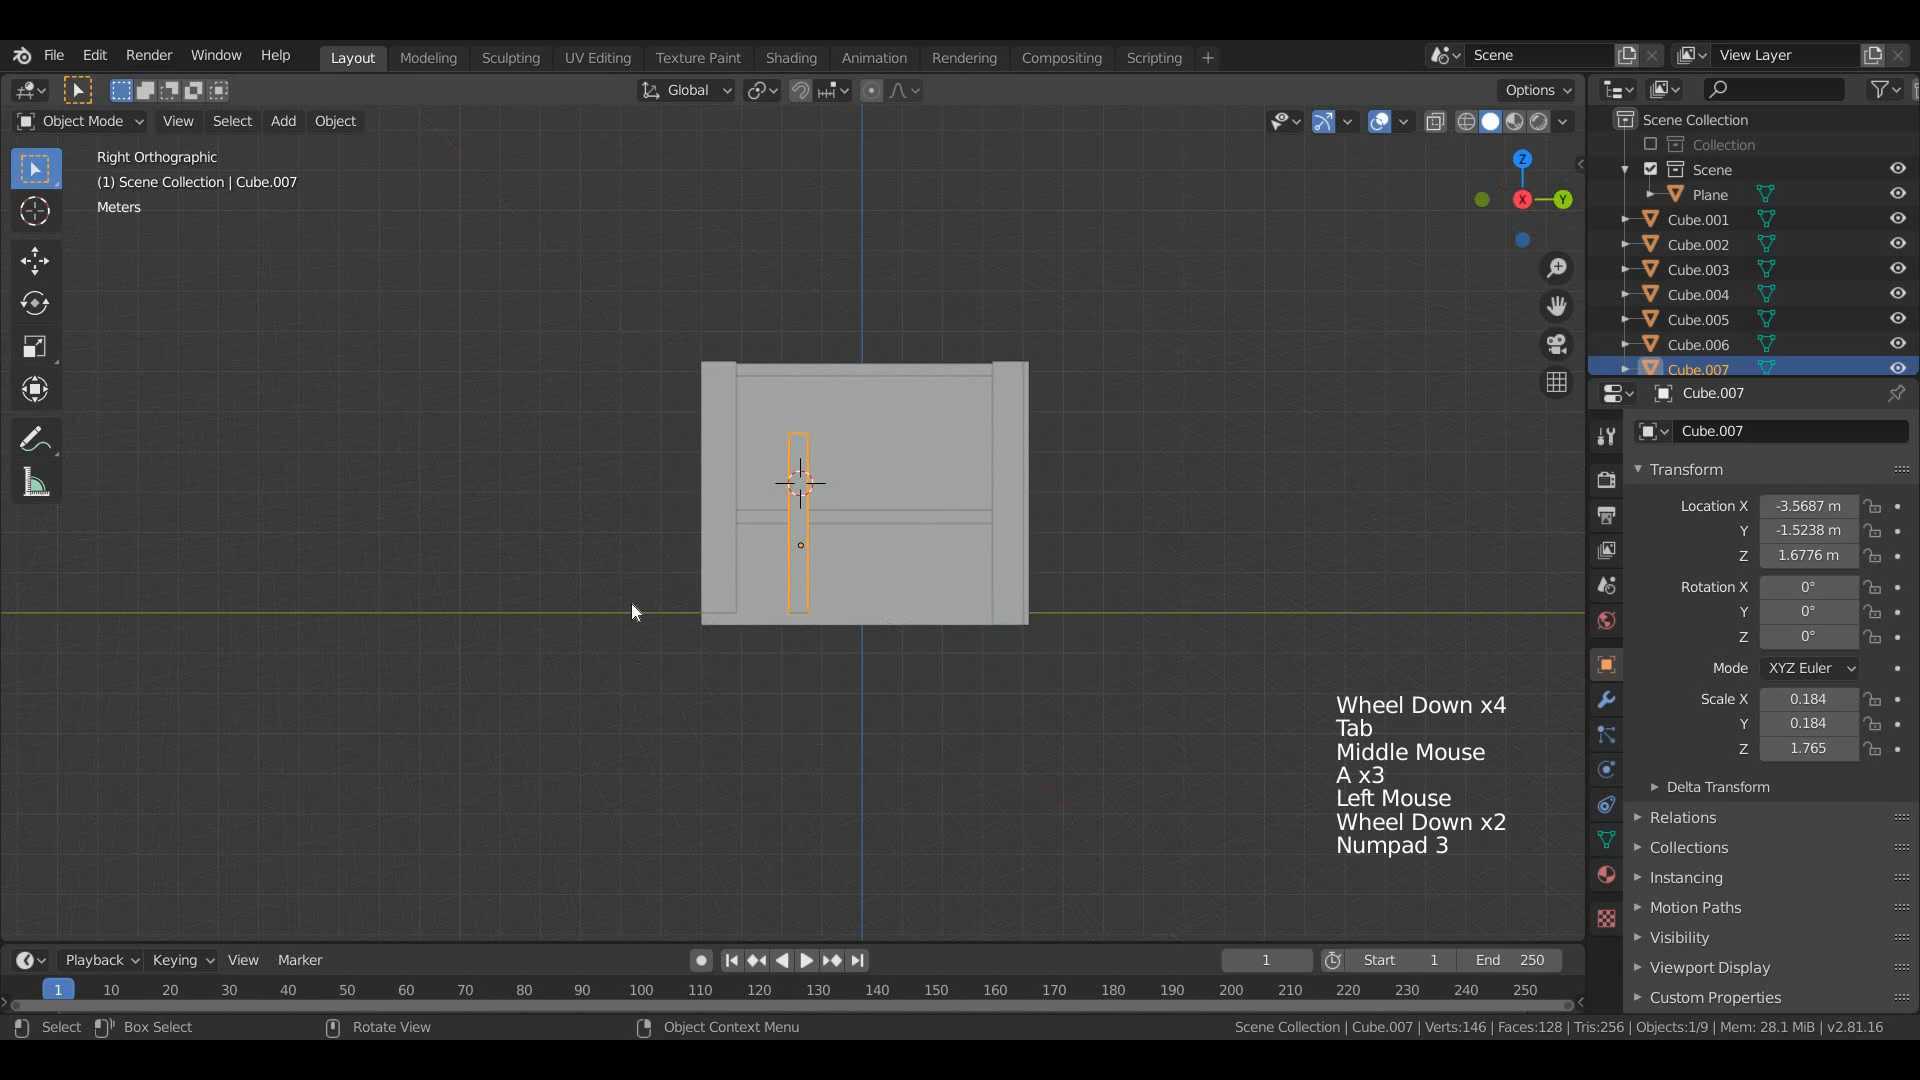 File Edit Render Window Help Layout Modeling Sculpting UV Editing Texture Paint Shading Animation Rendering Compositing Scripting + Scene View Layer
Global Options
Object Mode View Select Add Object
Right Orthographic
(1) Scene Collection | Cube.007
Meters
Z
X
Y
Scene Collection
Collection
Scene
Plane
Cube.001
Cube.002
Cube.003
Cube.004
Cube.005
Cube.006
Cube.007
Cube.007
Cube.007
Transform
Location X -3.5687 m
Y -1.5238 m
Z 1.6776 m
Rotation X 0°
Y 0°
Z 0°
Mode XYZ Euler
Scale X 0.184
Y 0.184
Z 1.765
Delta Transform
Relations
Collections
Instancing
Motion Paths
Visibility
Viewport Display
Custom Properties
Wheel Down x4
Tab
Middle Mouse
A x3
Left Mouse
Wheel Down x2
Numpad 3
Playback Keying View Marker 1 Start 1 End 250
1 10 20 30 40 50 60 70 80 90 100 110 120 130 140 150 160 170 180 190 200 210 220 230 240 250
Select Box Select Rotate View Object Context Menu Scene Collection | Cube.007 | Verts:146 | Faces:128 | Tris:256 | Objects:1/9 | Mem: 28.1 MiB | v2.81.16